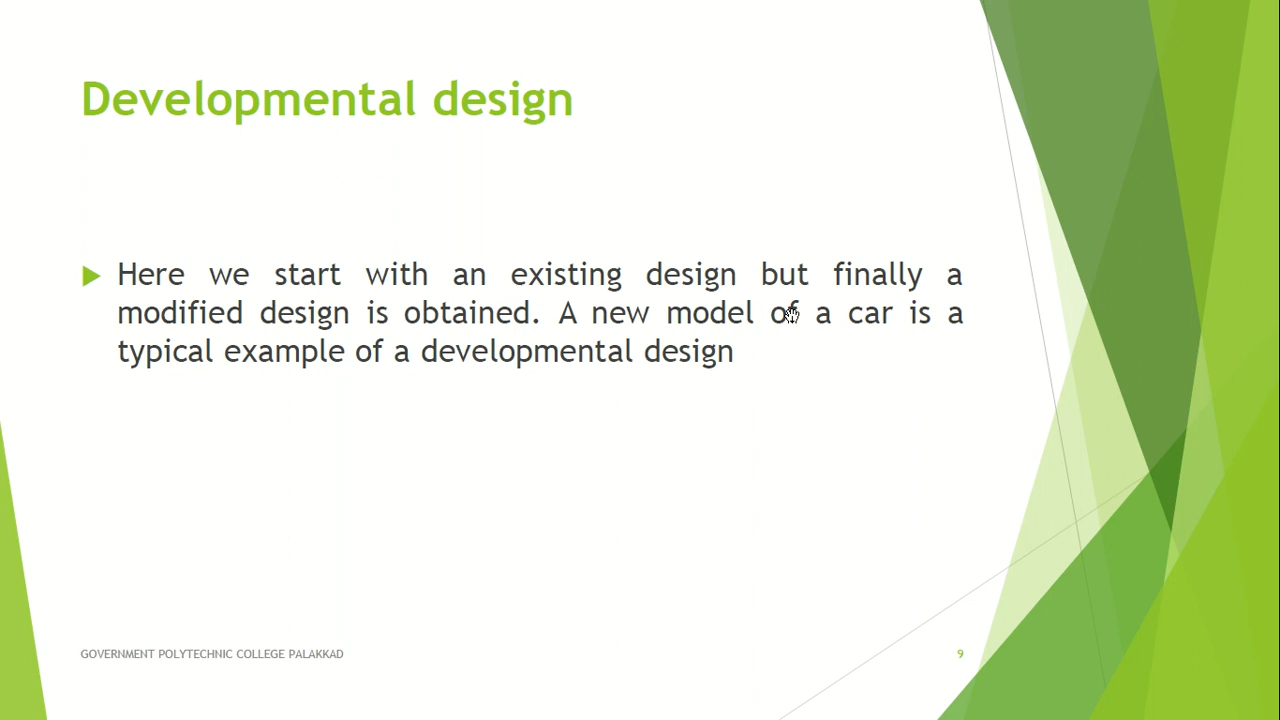 Developmental design
Here we start with an existing design but finally a
modified design is obtained. A new model of a car is a
typical example of a developmental design
GOVERNMENT POLYTECHNIC COLLEGE PALAKKAD
9